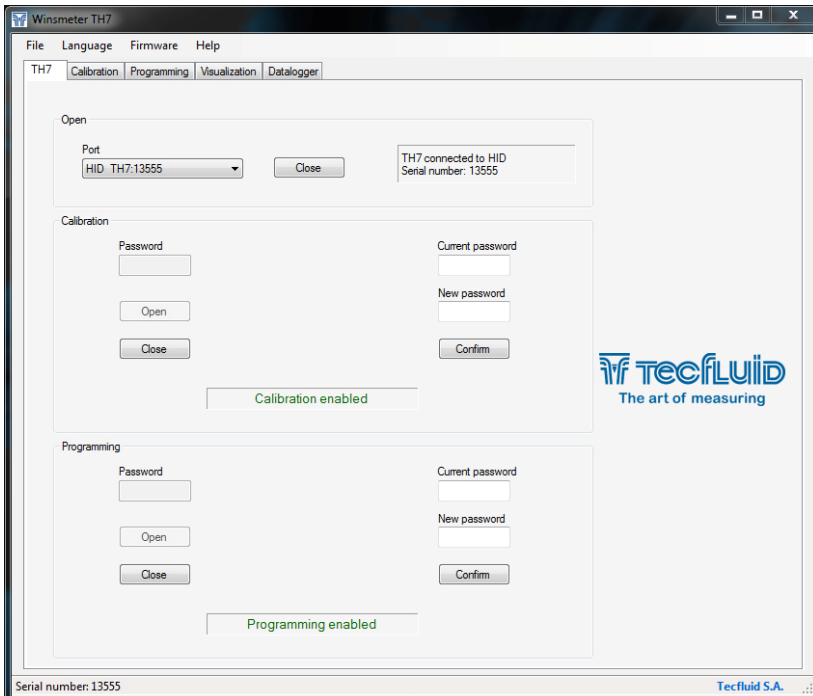 Winsmeter TH7
File Language Firmware Help
TH7 Calibration Programming Visualization Datalogger
Open
Port
HID TH7:13555
Close
TH7 connected to HID
Serial number: 13555
Calibration
Password Current password
New password
Open
Close Confirm
Calibration enabled
TECFLUID
The art of measuring
Programming
Password Current password
New password
Open
Close Confirm
Programming enabled
Serial number: 13555 Tecfluid S.A.